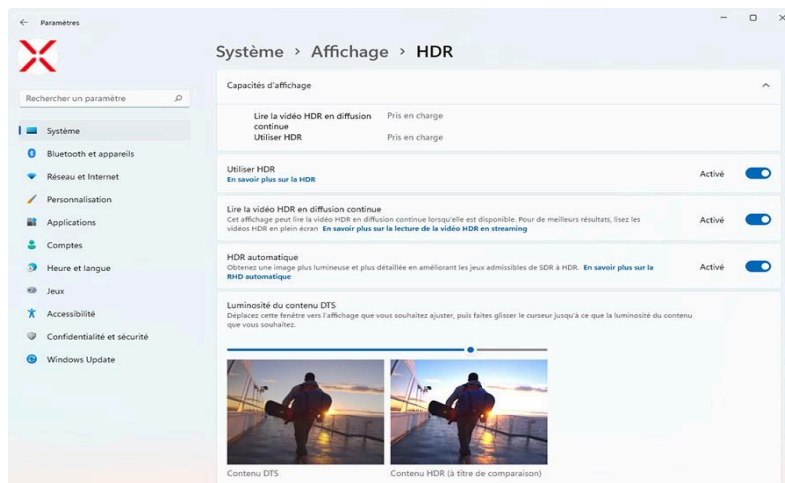 Paramètres
Système > Affichage > HDR
Rechercher un paramètre
Système
Bluetooth et appareils
Réseau et Internet
Personnalisation
Applications
Comptes
Heure et langue
Jeux
Accessibilité
Confidentialité et sécurité
Windows Update
Capacités d'affichage
Lire la vidéo HDR en diffusion
continue
Pris en charge
Utiliser HDR
Pris en charge
Utiliser HDR
En savoir plus sur la HDR
Activé
Lire la vidéo HDR en diffusion continue
Cet affichage peut lire la vidéo HDR en diffusion continue lorsqu'elle est disponible. Pour de meilleurs résultats, lisez les
vidéos HDR en plein écran En savoir plus sur la lecture de la vidéo HDR en streaming
Activé
HDR automatique
Obtenez une image plus lumineuse et plus détaillée en améliorant les jeux admissibles de SDR à HDR. En savoir plus sur la
RHD automatique
Activé
Luminosité du contenu DTS
Déplacez cette fenêtre vers l'affichage que vous souhaitez ajuster, puis faites glisser le curseur jusqu'à ce que la luminosité du contenu
que vous souhaitez.
Contenu DTS
Contenu HDR (à titre de comparaison)